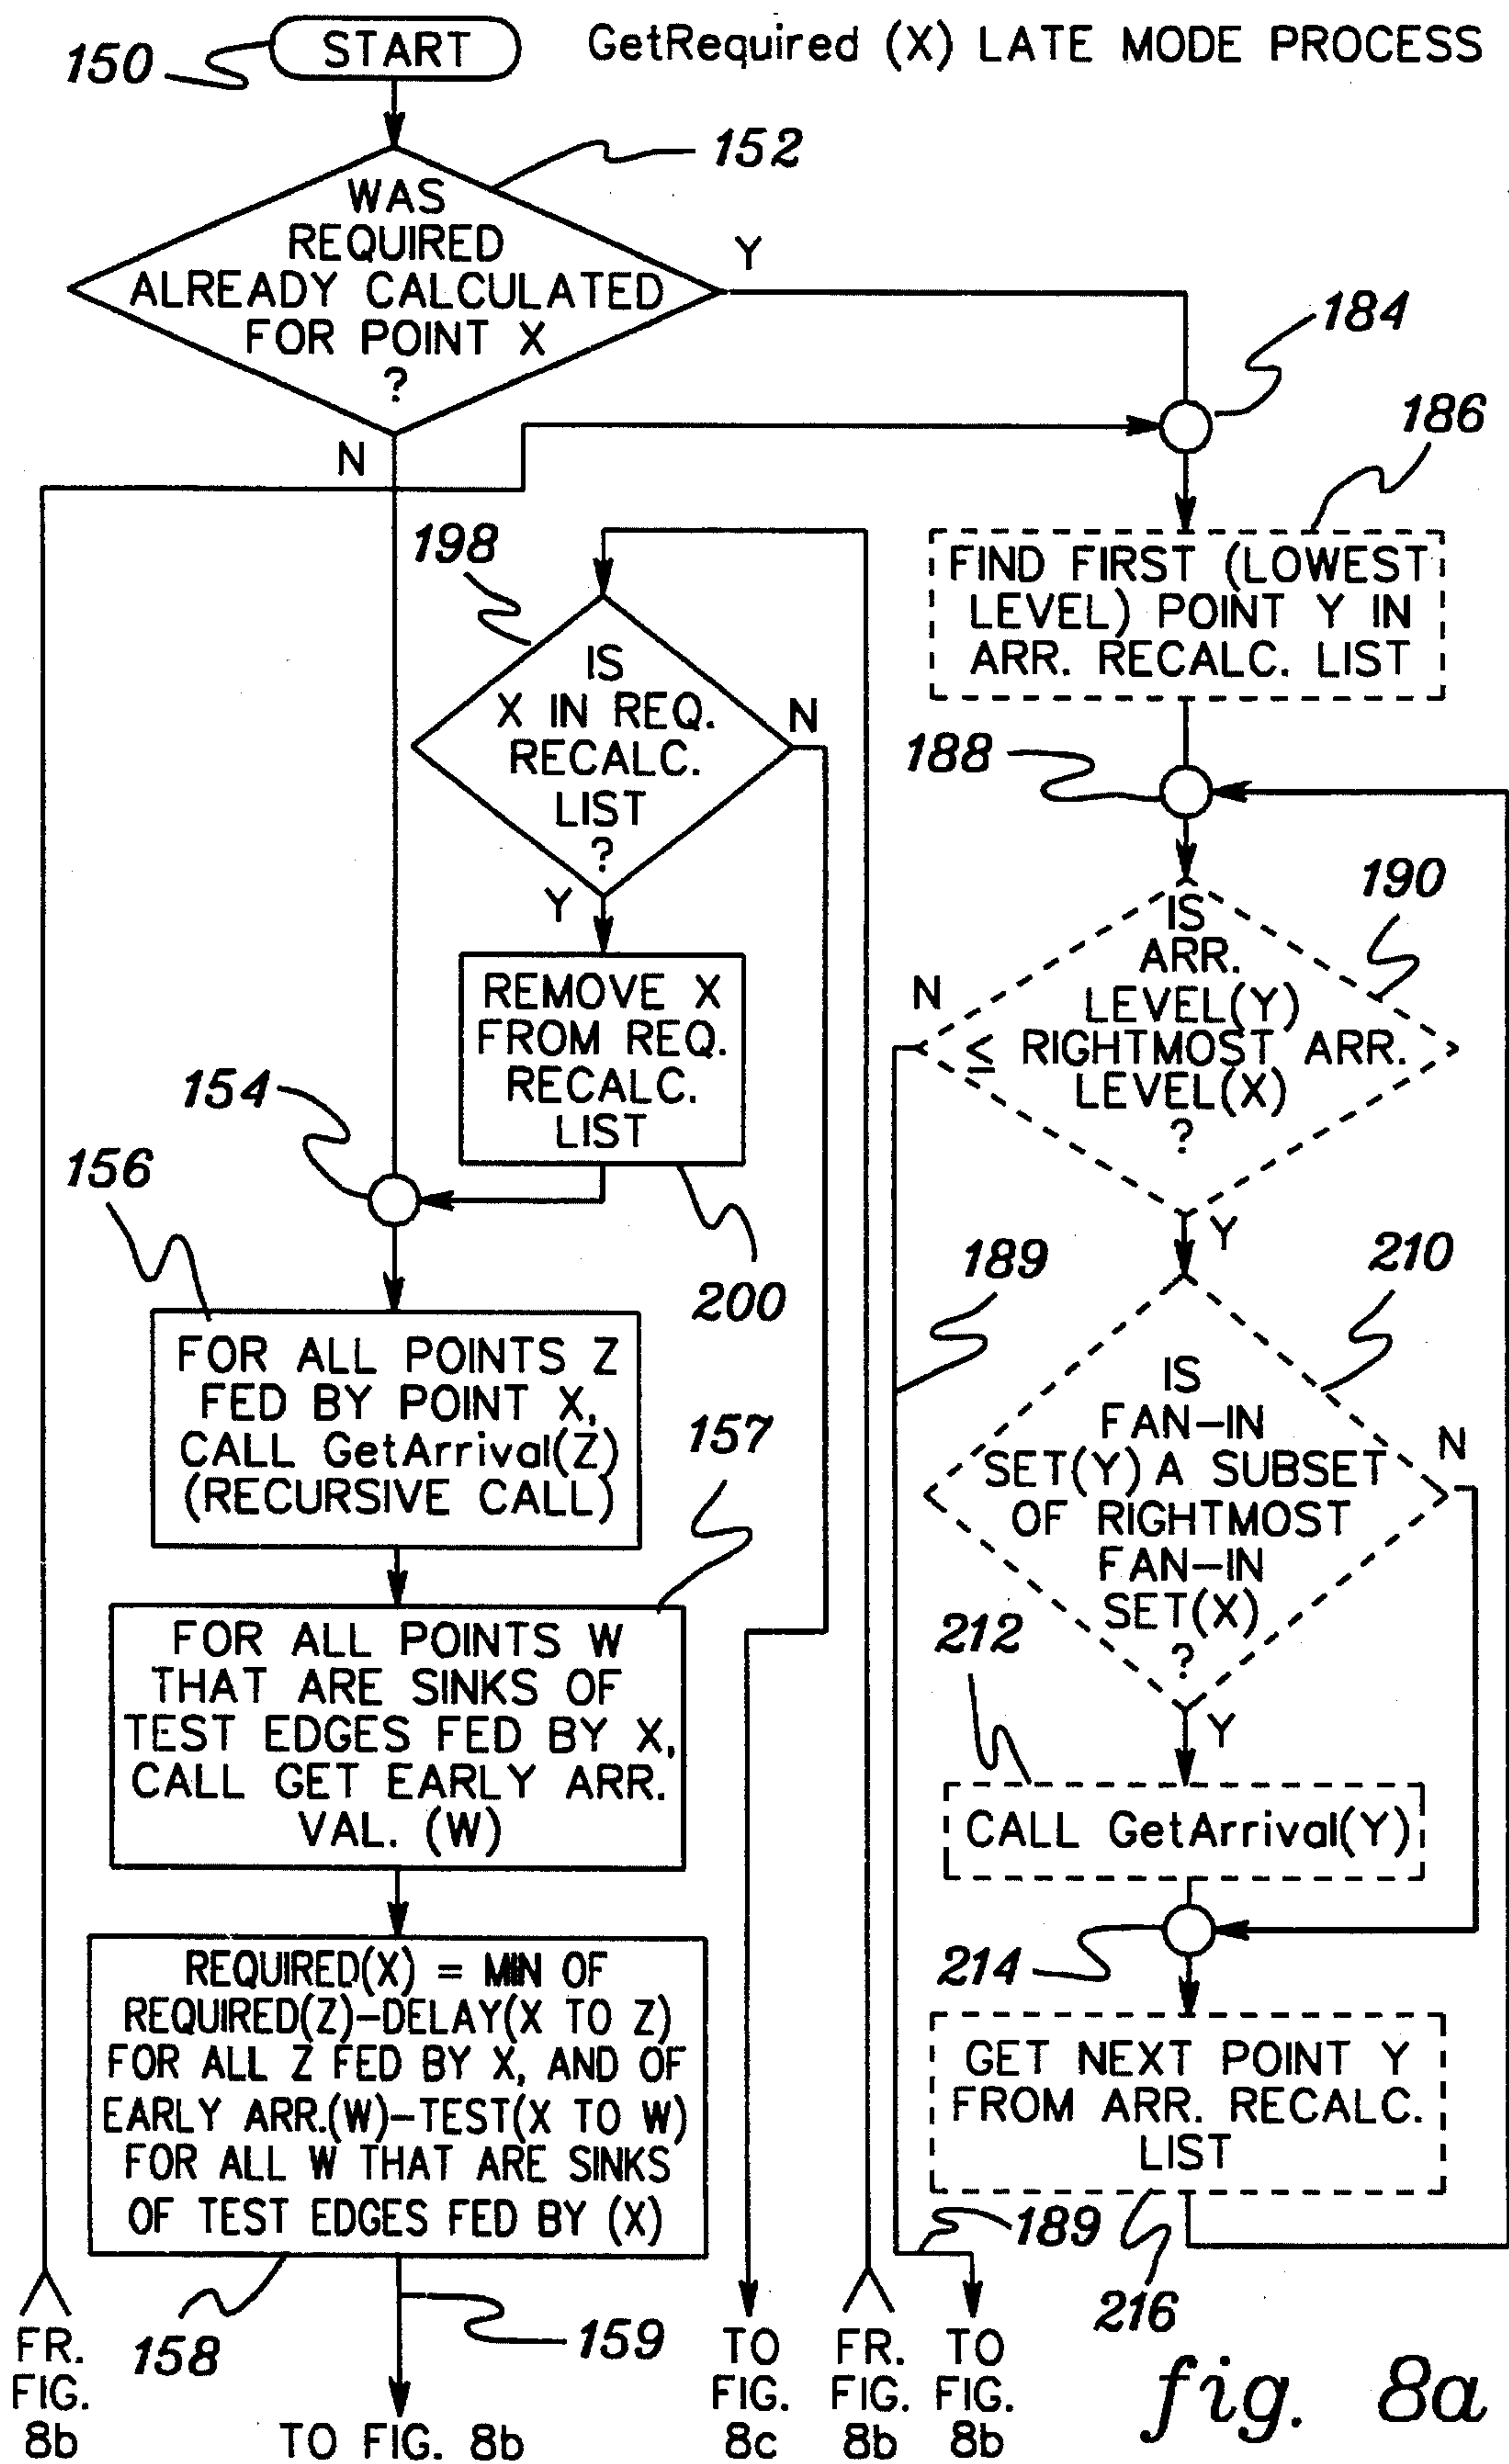 150
START
GetRequired (X) LATE MODE PROCESS
152
WAS
REQUIRED
ALREADY CALCULATED
FOR POINT X
?
Y
N
184
186
FIND FIRST (LOWEST
LEVEL) POINT Y IN
ARR. RECALC. LIST
198
IS
X IN REQ.
RECALC.
LIST
?
N
Y
188
190
IS
ARR.
LEVEL(Y)
≤ RIGHTMOST ARR.
LEVEL(X)
?
N
Y
REMOVE X
FROM REQ.
RECALC.
LIST
154
200
156
FOR ALL POINTS Z
FED BY POINT X,
CALL GetArrival(Z)
(RECURSIVE CALL)
189
210
IS
FAN-IN
SET(Y) A SUBSET
OF RIGHTMOST
FAN-IN
SET(X)
?
N
Y
157
FOR ALL POINTS W
THAT ARE SINKS OF
TEST EDGES FED BY X,
CALL GET EARLY ARR.
VAL. (W)
212
CALL GetArrival(Y)
214
REQUIRED(X) = MIN OF
REQUIRED(Z)-DELAY(X TO Z)
FOR ALL Z FED BY X, AND OF
EARLY ARR.(W)-TEST(X TO W)
FOR ALL W THAT ARE SINKS
OF TEST EDGES FED BY (X)
GET NEXT POINT Y
FROM ARR. RECALC.
LIST
189
216
158
159
FR.
FIG.
8b
TO FIG. 8b
TO
FIG.
8c
FR.
FIG.
8b
TO
FIG.
8b
fig. 8a